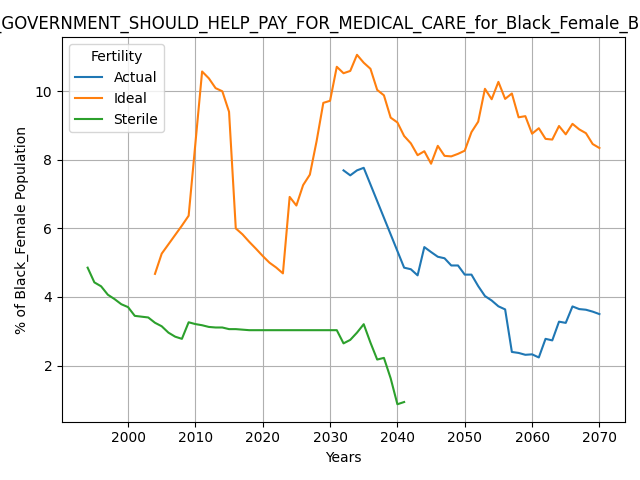 _GOVERNMENT_SHOULD_HELP_PAY_FOR_MEDICAL_CARE_for_Black_Female_B
Fertility
Actual
Ideal
Sterile
% of Black_Female Population
10
8
6
4
2
2000 2010 2020 2030 2040 2050 2060 2070
Years